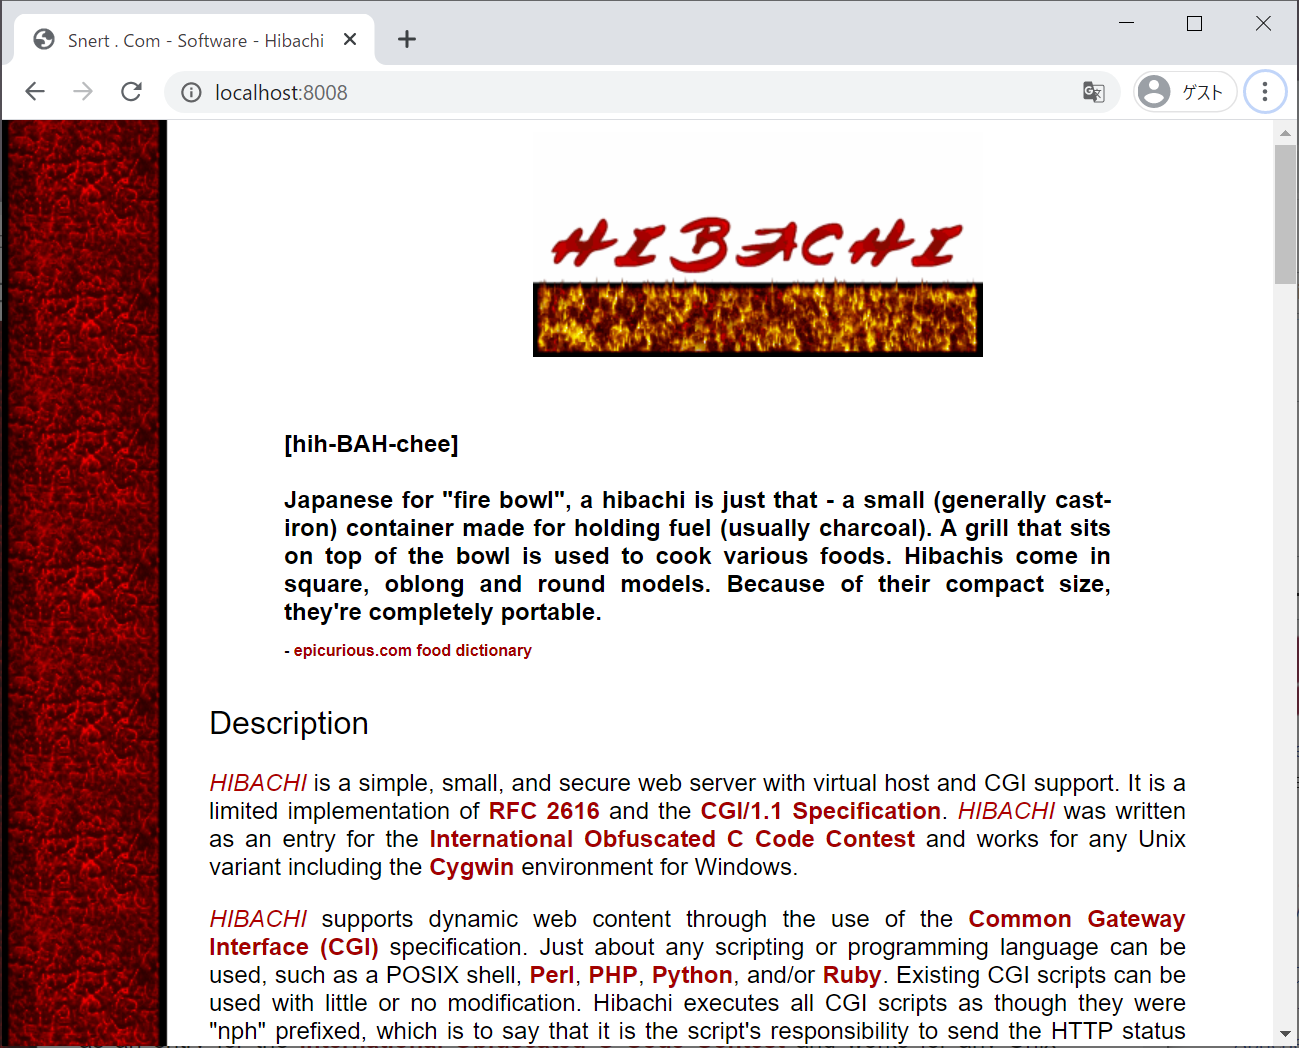 Snert . Com - Software - Hibachi
localhost:8008
ゲスト
HIBACHI
[hih-BAH-chee]
Japanese for "fire bowl", a hibachi is just that - a small (generally cast-
iron) container made for holding fuel (usually charcoal). A grill that sits
on top of the bowl is used to cook various foods. Hibachis come in
square, oblong and round models. Because of their compact size,
they're completely portable.
- epicurious.com food dictionary
Description
HIBACHI is a simple, small, and secure web server with virtual host and CGI support. It is a
limited implementation of RFC 2616 and the CGI/1.1 Specification. HIBACHI was written
as an entry for the International Obfuscated C Code Contest and works for any Unix
variant including the Cygwin environment for Windows.
HIBACHI supports dynamic web content through the use of the Common Gateway
Interface (CGI) specification. Just about any scripting or programming language can be
used, such as a POSIX shell, Perl, PHP, Python, and/or Ruby. Existing CGI scripts can be
used with little or no modification. Hibachi executes all CGI scripts as though they were
"nph" prefixed, which is to say that it is the script's responsibility to send the HTTP status